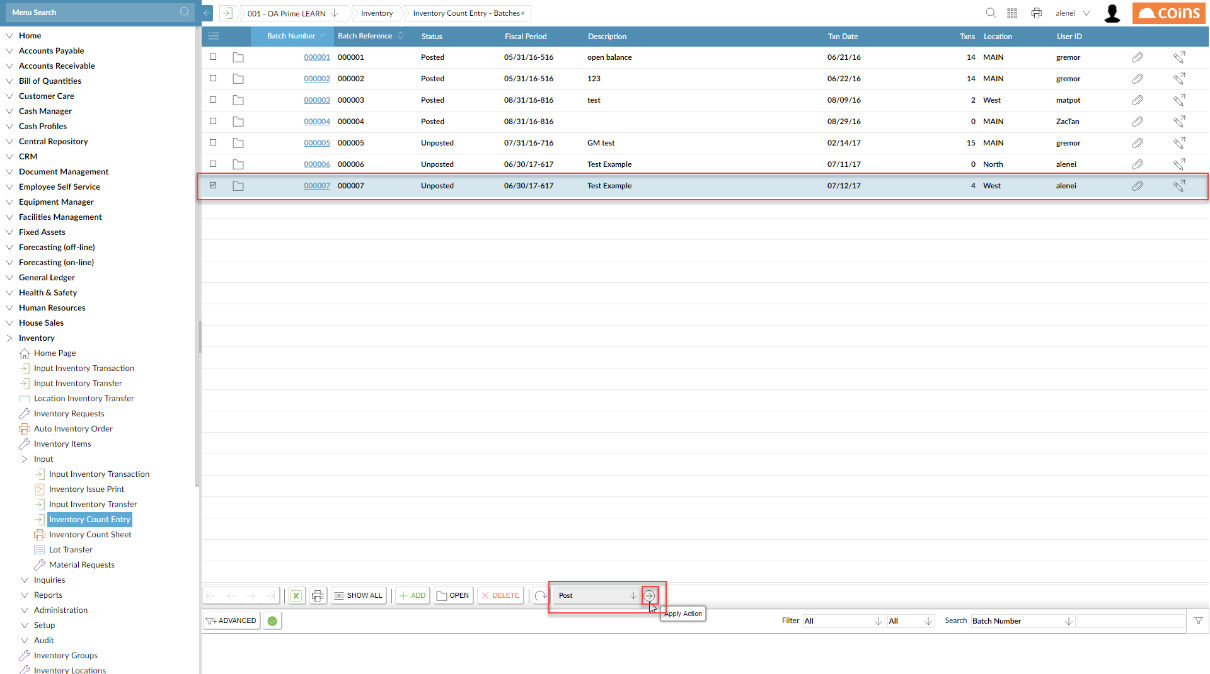 Menu Search
001 - OA Prime LEARN
Inventory
Inventory Count Entry - Batches
alenei
coins
Home
Accounts Payable
Accounts Receivable
Bill of Quantities
Customer Care
Cash Manager
Cash Profiles
Central Repository
CRM
Document Management
Employee Self Service
Equipment Manager
Facilities Management
Fixed Assets
Forecasting (off-line)
Forecasting (on-line)
General Ledger
Health & Safety
Human Resources
House Sales
Inventory
Home Page
Input Inventory Transaction
Input Inventory Transfer
Location Inventory Transfer
Inventory Requests
Auto Inventory Order
Inventory Items
Input
Input Inventory Transaction
Inventory Issue Print
Input Inventory Transfer
Inventory Count Entry
Inventory Count Sheet
Lot Transfer
Material Requests
Inquiries
Reports
Administration
Setup
Audit
Inventory Groups
Inventory Locations
Batch Number Batch Reference Status Fiscal Period Description Txn Date Txns Location User ID
000001 000001 Posted 05/31/16-516 open balance 06/21/16 14 MAIN gremor
000002 000002 Posted 05/31/16-516 123 06/22/16 14 MAIN gremor
000003 000003 Posted 08/31/16-816 test 08/09/16 2 West matpot
000004 000004 Posted 08/31/16-816 08/29/16 0 MAIN ZacTan
000005 000005 Unposted 07/31/16-716 GM test 02/14/17 15 MAIN gremor
000006 000006 Unposted 06/30/17-617 Test Example 07/11/17 0 North alenei
000007 000007 Unposted 06/30/17-617 Test Example 07/12/17 4 West alenei
SHOW ALL ADD OPEN DELETE Post
Apply Action
ADVANCED Filter All All Search Batch Number